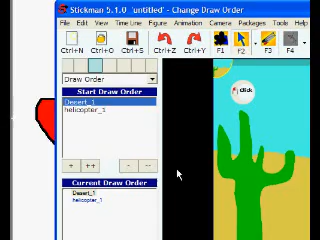 Stickman 5.1.0 'untitled' - Change Draw Order
File Edit View Time Line Figure Animation Camera Packages Tools Ch
Ctrl+N Ctrl+O Ctrl+S Ctrl+Z Ctrl+Y F1 F2 F3 F4
Draw Order
Start Draw Order
Desert_1
helicopter_1
+ ++ - --
Current Draw Order
Desert_1
helicopter_1
Click